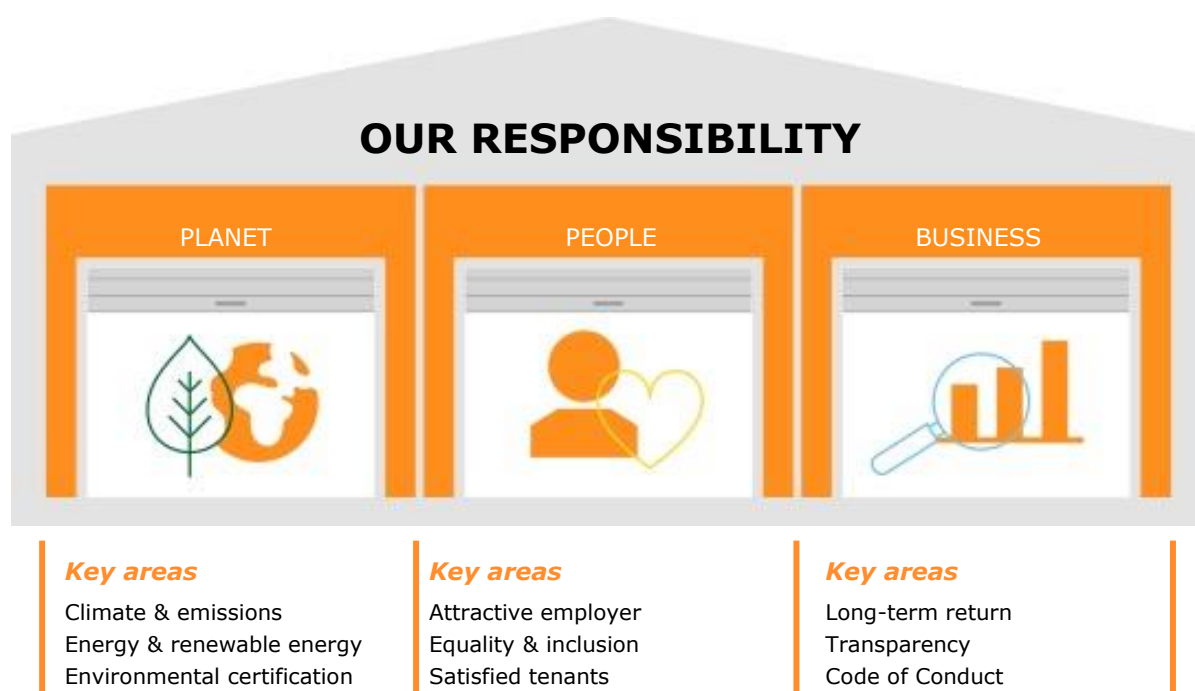 OUR RESPONSIBILITY
PLANET
PEOPLE
BUSINESS
Key areas
Climate & emissions
Energy & renewable energy
Environmental certification
Key areas
Attractive employer
Equality & inclusion
Satisfied tenants
Key areas
Long-term return
Transparency
Code of Conduct